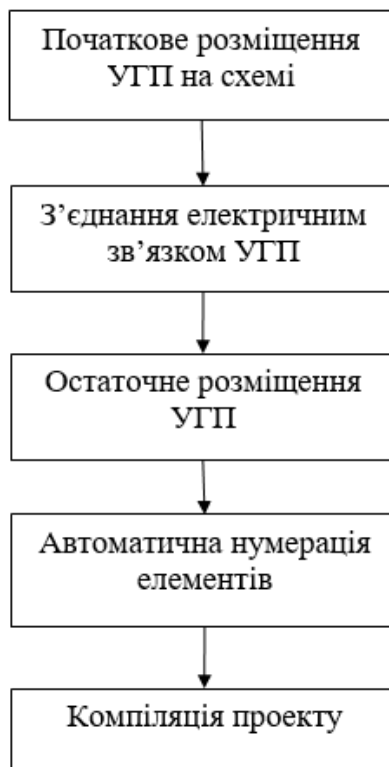 Початкове розміщення
УГП на схемі
З’єднання електричним
зв’язком УГП
Остаточне розміщення
УГП
Автоматична нумерація
елементів
Компіляція проекту